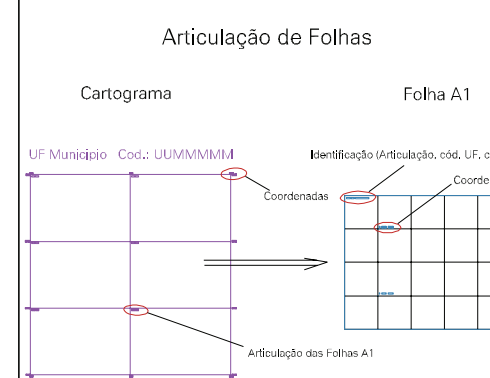 Articulação de Folhas
Cartograma
Folha A1
UF Município Cod.: UUMMMMM
Identificação (Articulação, cód. UF, c
Coordenadas
Coorde
Articulação das Folhas A1